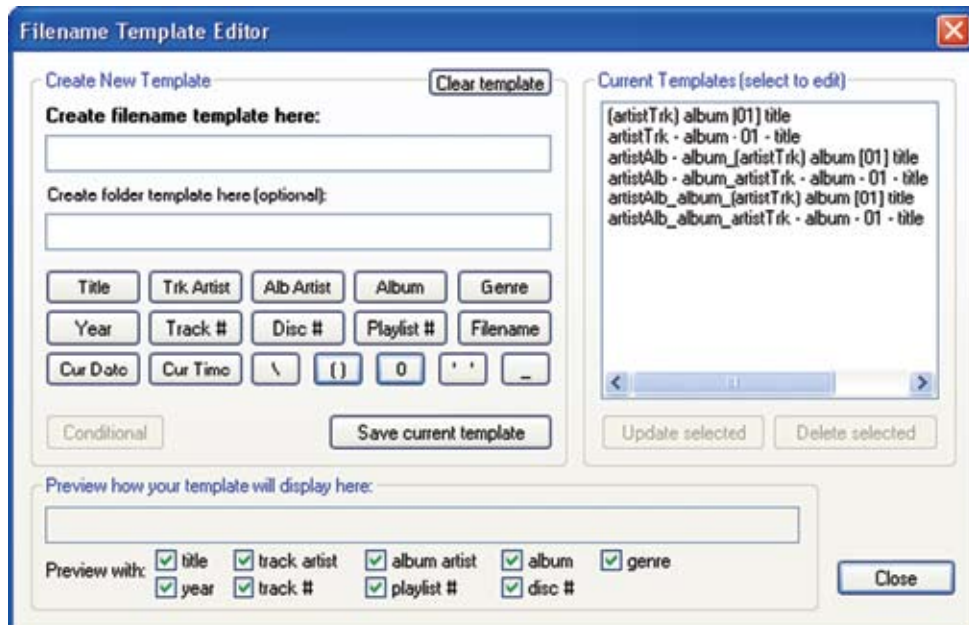 Filename Template Editor
Create New Template
Clear template
Create filename template here:
Create folder template here (optional):
Title Trk Artist Alb Artist Album Genre
Year Track # Disc # Playlist # Filename
Cur Date Cur Time \ () 0 ' ' _
Conditional
Save current template
Current Templates (select to edit)
(artistTrk) album [01] title
artistTrk - album - 01 - title
artistAlb - album_(artistTrk) album [01] title
artistAlb - album_artistTrk - album - 01 - title
artistAlb_album_(artistTrk) album [01] title
artistAlb_album_artistTrk - album - 01 - title
Update selected Delete selected
Preview how your template will display here:
Preview with: title track artist album artist album genre
year track # playlist # disc #
Close